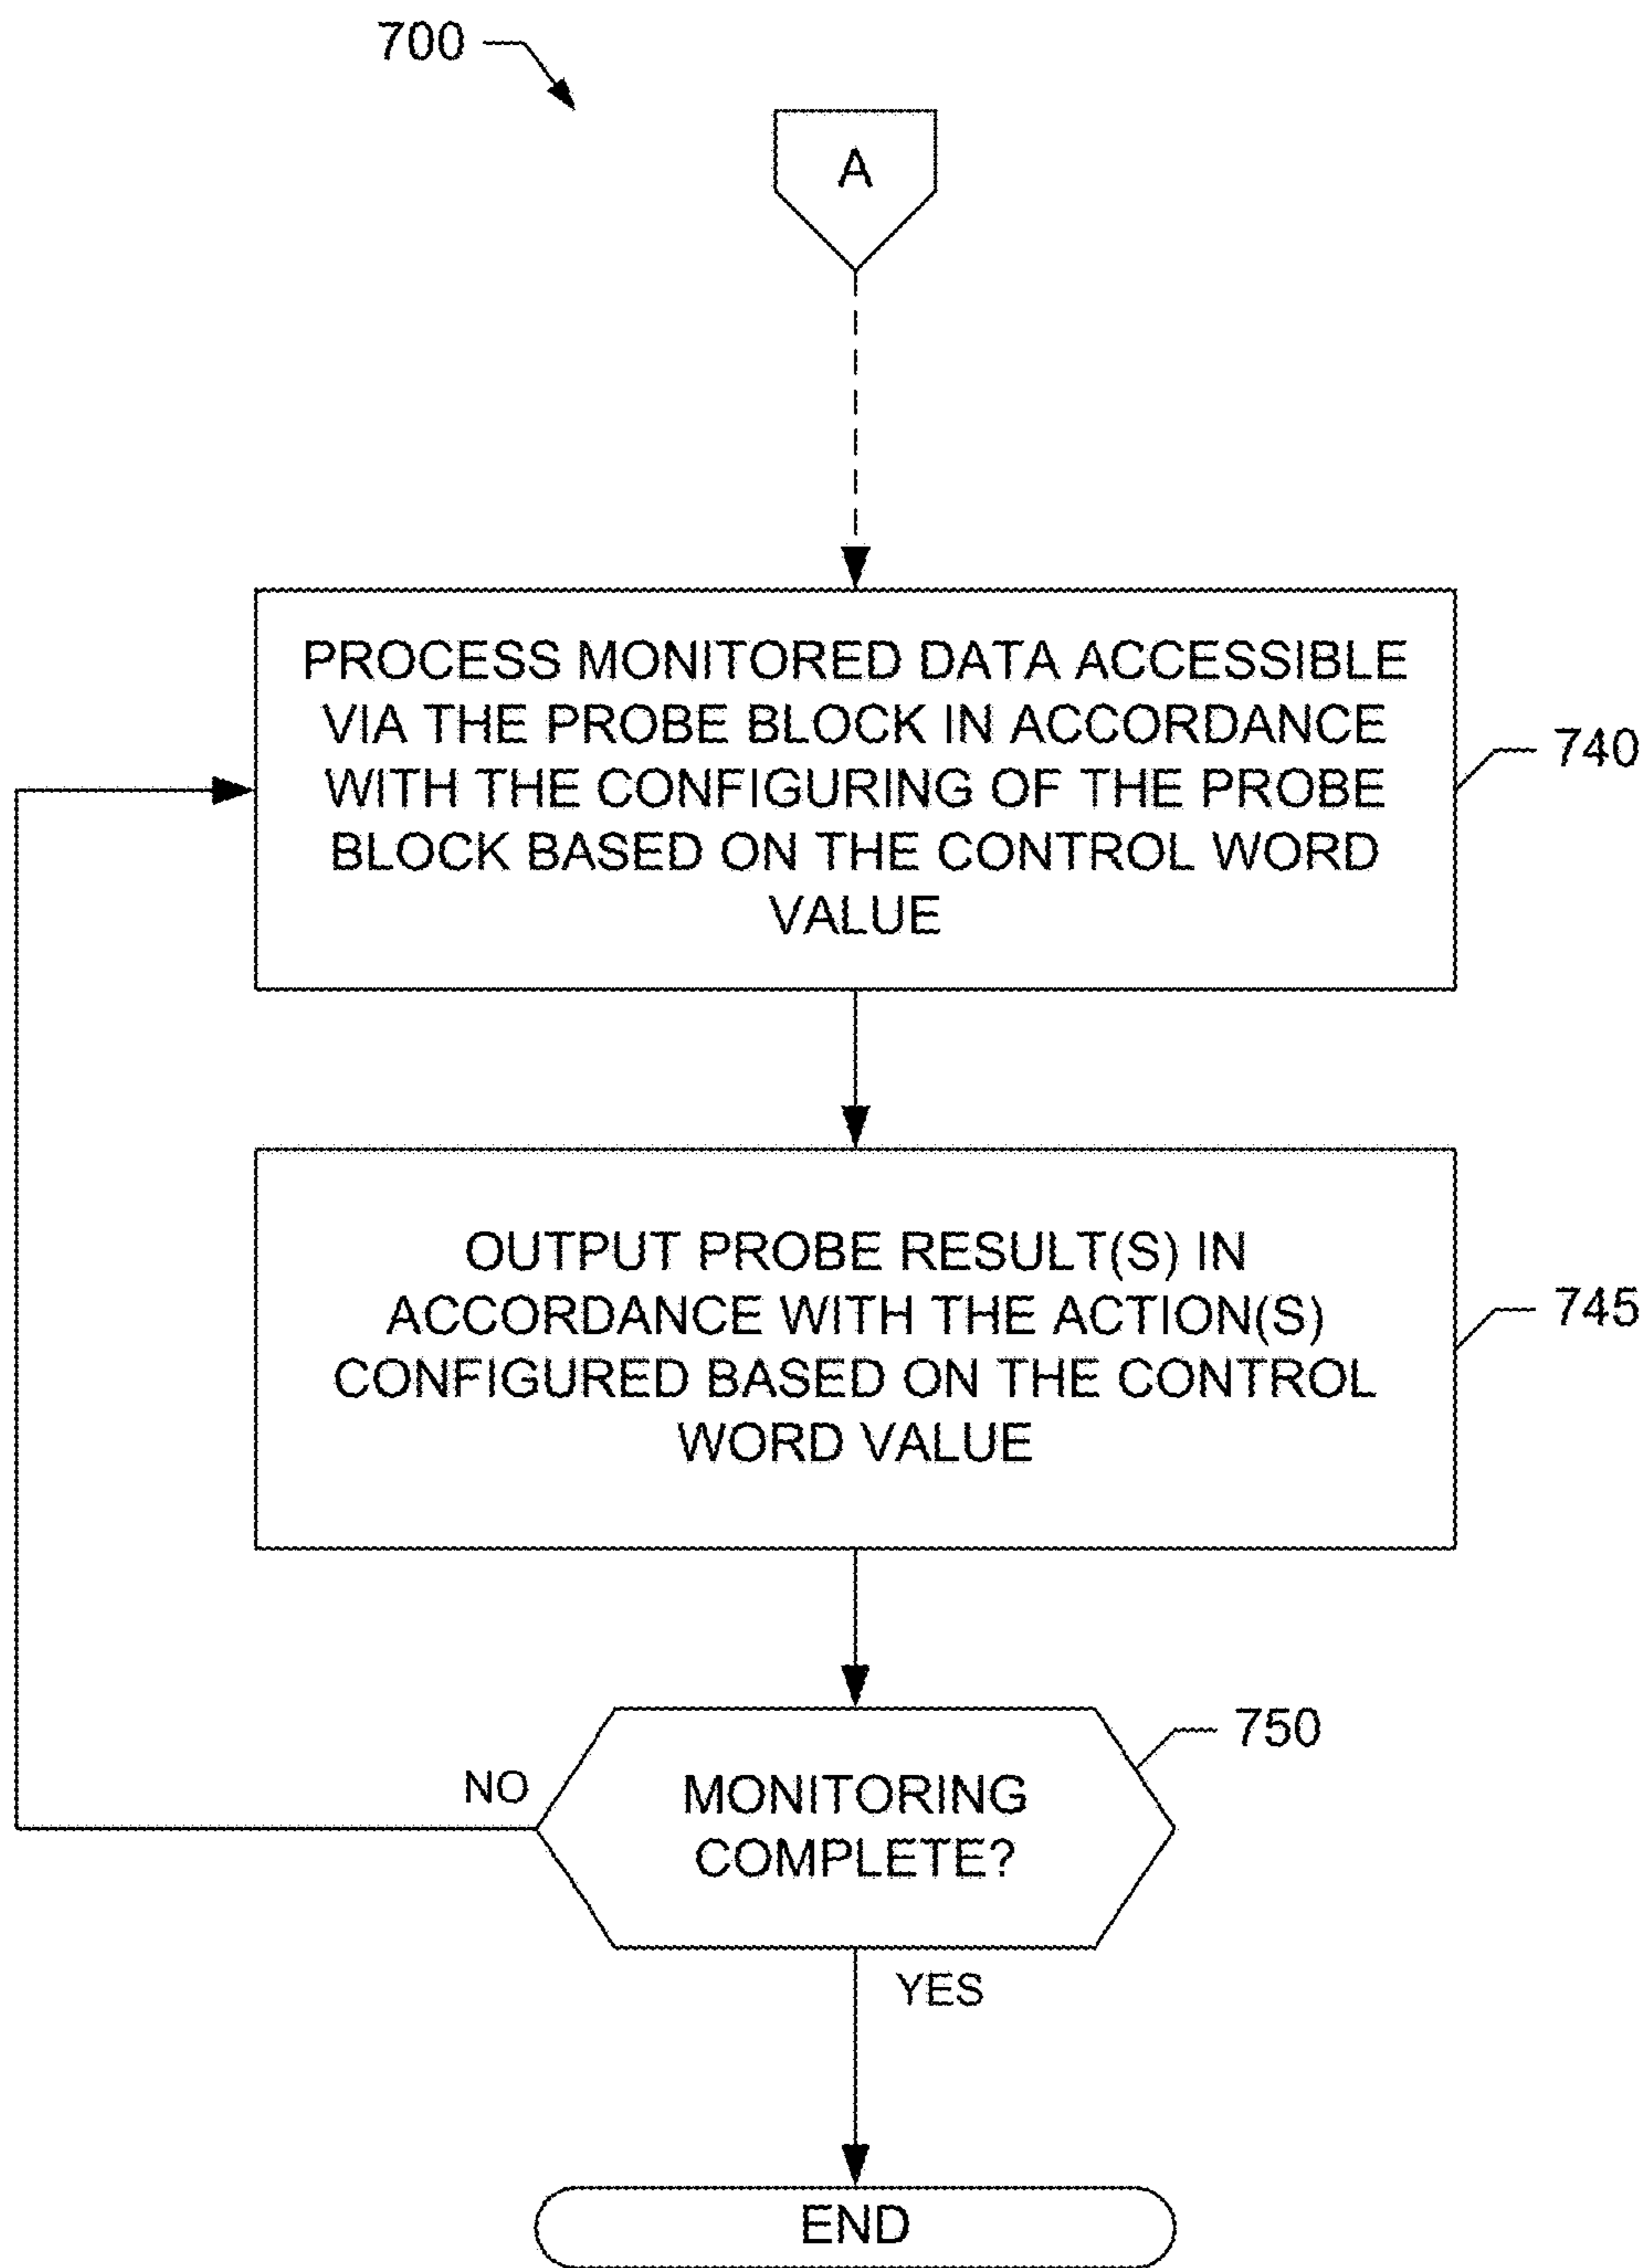 700
A
PROCESS MONITORED DATA ACCESSIBLE
VIA THE PROBE BLOCK IN ACCORDANCE
WITH THE CONFIGURING OF THE PROBE
BLOCK BASED ON THE CONTROL WORD
VALUE
740
OUTPUT PROBE RESULT(S) IN
ACCORDANCE WITH THE ACTION(S)
CONFIGURED BASED ON THE CONTROL
WORD VALUE
745
750
NO
MONITORING
COMPLETE?
YES
END